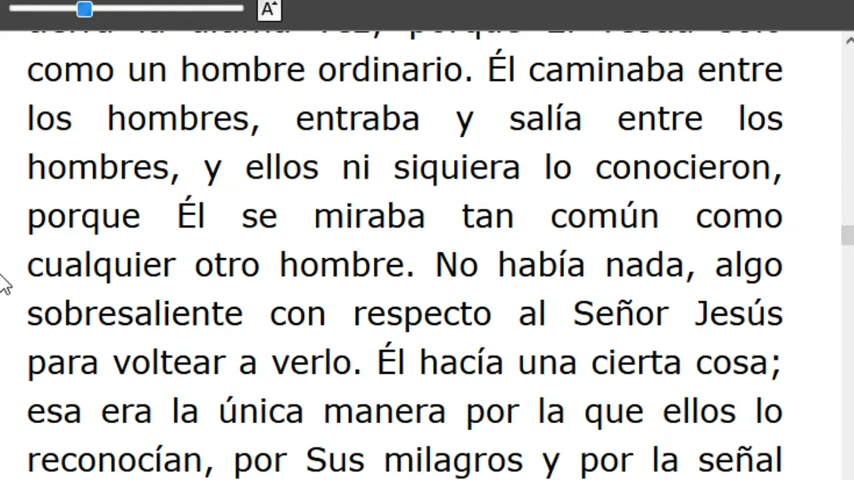 A
como un hombre ordinario. Él caminaba entre
los hombres, entraba y salía entre los
hombres, y ellos ni siquiera lo conocieron,
porque Él se miraba tan común como
cualquier otro hombre. No había nada, algo
sobresaliente con respecto al Señor Jesús
para voltear a verlo. Él hacía una cierta cosa;
esa era la única manera por la que ellos lo
reconocían, por Sus milagros y por la señal